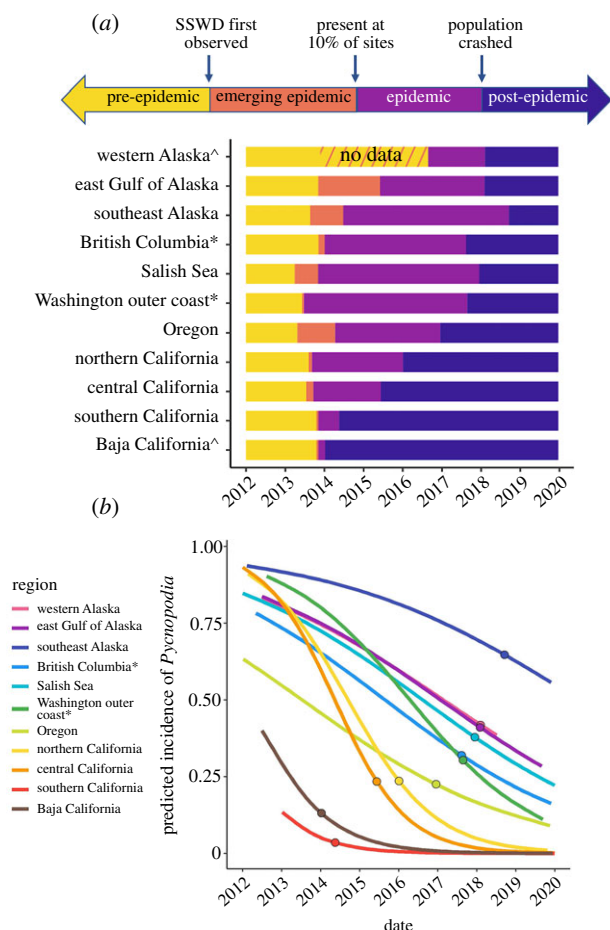 (a)
SSWD first
observed
present at
10% of sites
population
crashed
pre-epidemic
emerging epidemic
epidemic
post-epidemic
western Alaska^
no data
east Gulf of Alaska
southeast Alaska
British Columbia*
Salish Sea
Washington outer coast*
Oregon
northern California
central California
southern California
Baja California^
2012 2013 2014 2015 2016 2017 2018 2019 2020
(b)
region
western Alaska
east Gulf of Alaska
southeast Alaska
British Columbia*
Salish Sea
Washington outer
coast*
Oregon
northern California
central California
southern California
Baja California
predicted incidence of Pycnopodia
1.00
0.75
0.50
0.25
0
2012 2013 2014 2015 2016 2017 2018 2019 2020
date